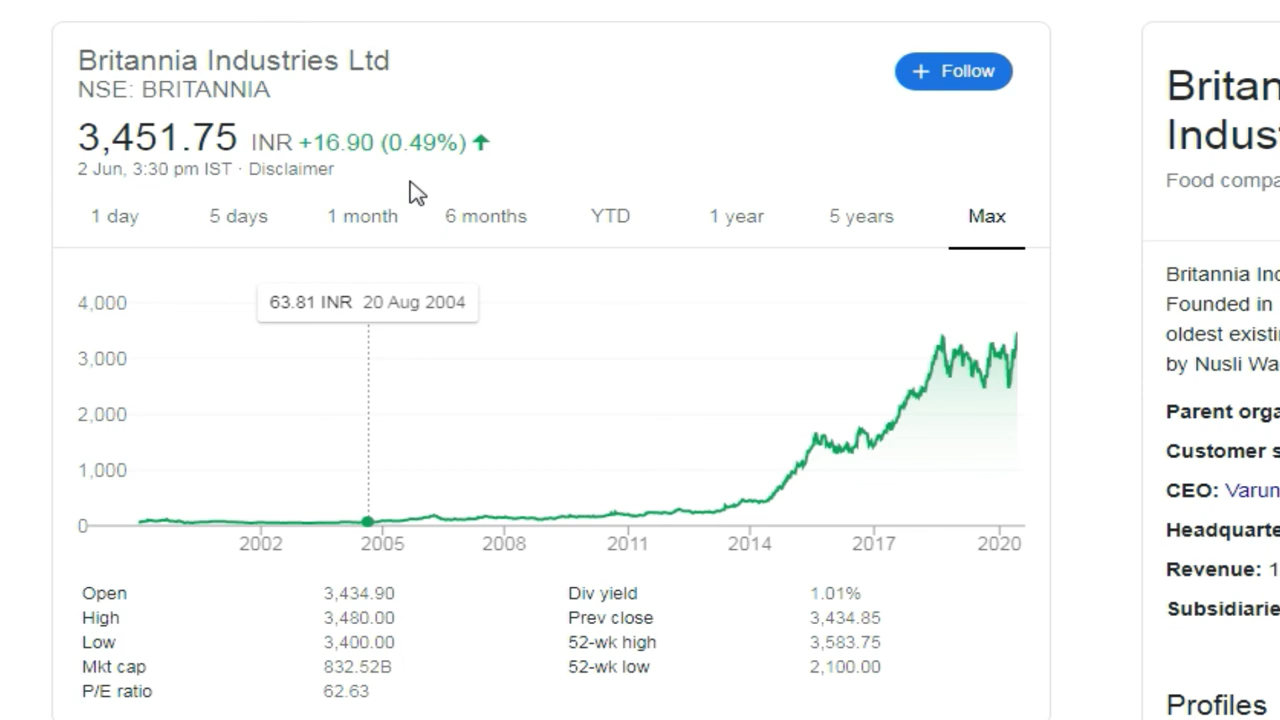 Britannia Industries Ltd
NSE: BRITANNIA
+ Follow
3,451.75 INR +16.90 (0.49%)
2 Jun, 3:30 pm IST · Disclaimer
1 day 5 days 1 month 6 months YTD 1 year 5 years Max
63.81 INR 20 Aug 2004
4,000
3,000
2,000
1,000
0
2002 2005 2008 2011 2014 2017 2020
Open 3,434.90 Div yield 1.01%
High 3,480.00 Prev close 3,434.85
Low 3,400.00 52-wk high 3,583.75
Mkt cap 832.52B 52-wk low 2,100.00
P/E ratio 62.63
Britan
Indus
Food compa
Britannia Ind
Founded in
oldest existi
by Nusli Wa
Parent orga
Customer s
CEO: Varun
Headquarte
Revenue: 1
Subsidiarie
Profiles